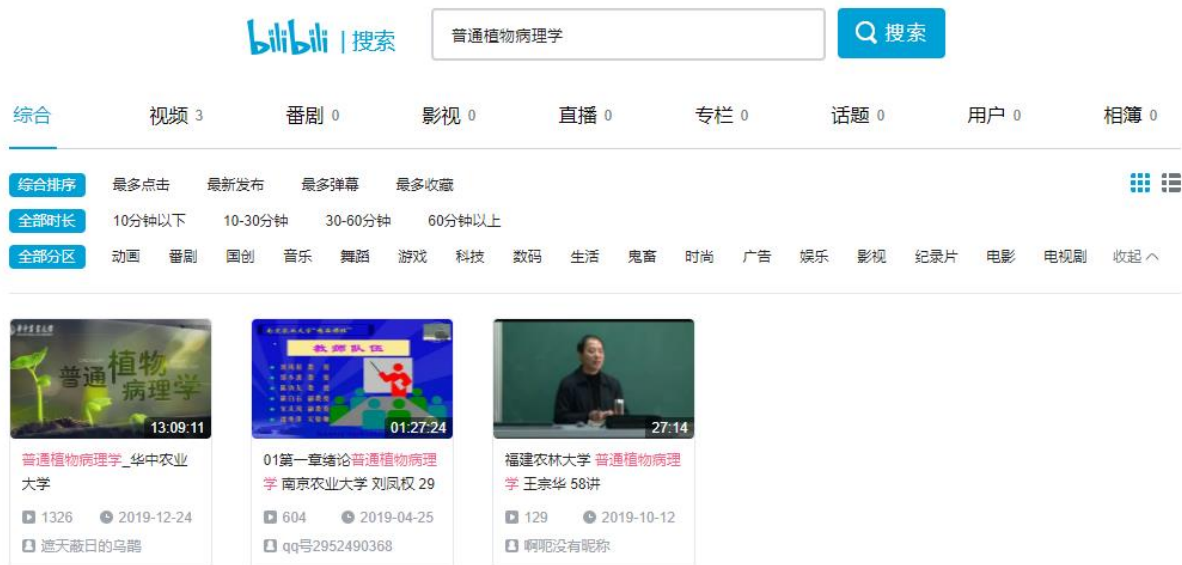 bilibili | 搜索
普通植物病理学
搜索
综合 视频 3 番剧 0 影视 0 直播 0 专栏 0 话题 0 用户 0 相簿 0
综合排序 最多点击 最新发布 最多弹幕 最多收藏
全部时长 10分钟以下 10-30分钟 30-60分钟 60分钟以上
全部分区 动画 番剧 国创 音乐 舞蹈 游戏 科技 数码 生活 鬼畜 时尚 广告 娱乐 影视 纪录片 电影 电视剧 收起
普通植物病理学
13:09:11
普通植物病理学_华中农业
大学
1326 2019-12-24
遮天蔽日的乌鹊
教师队伍
01:27:24
01第一章绪论普通植物病理
学 南京农业大学 刘凤权 29
604 2019-04-25
qq号2952490368
27:14
福建农林大学 普通植物病理
学 王宗华 58讲
129 2019-10-12
啊呃没有昵称